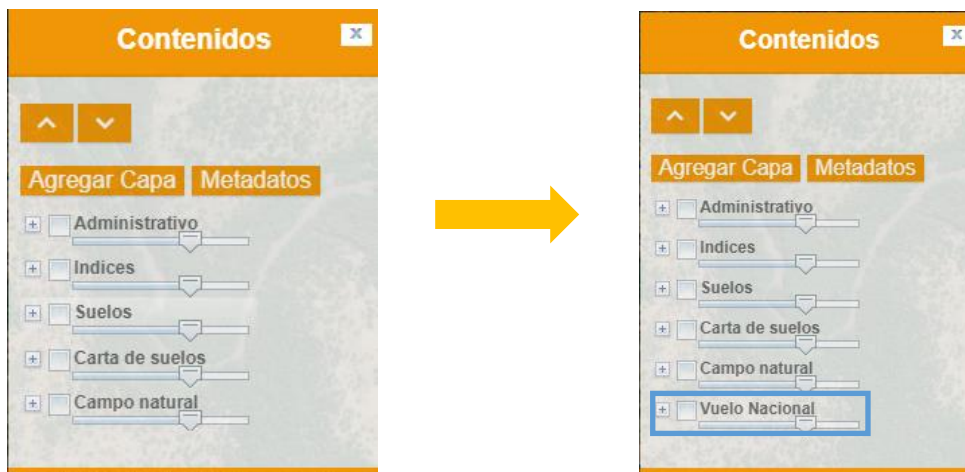 Contenidos x
Agregar Capa Metadatos
Administrativo
Indices
Suelos
Carta de suelos
Campo natural
Contenidos x
Agregar Capa Metadatos
Administrativo
Indices
Suelos
Carta de suelos
Campo natural
Vuelo Nacional